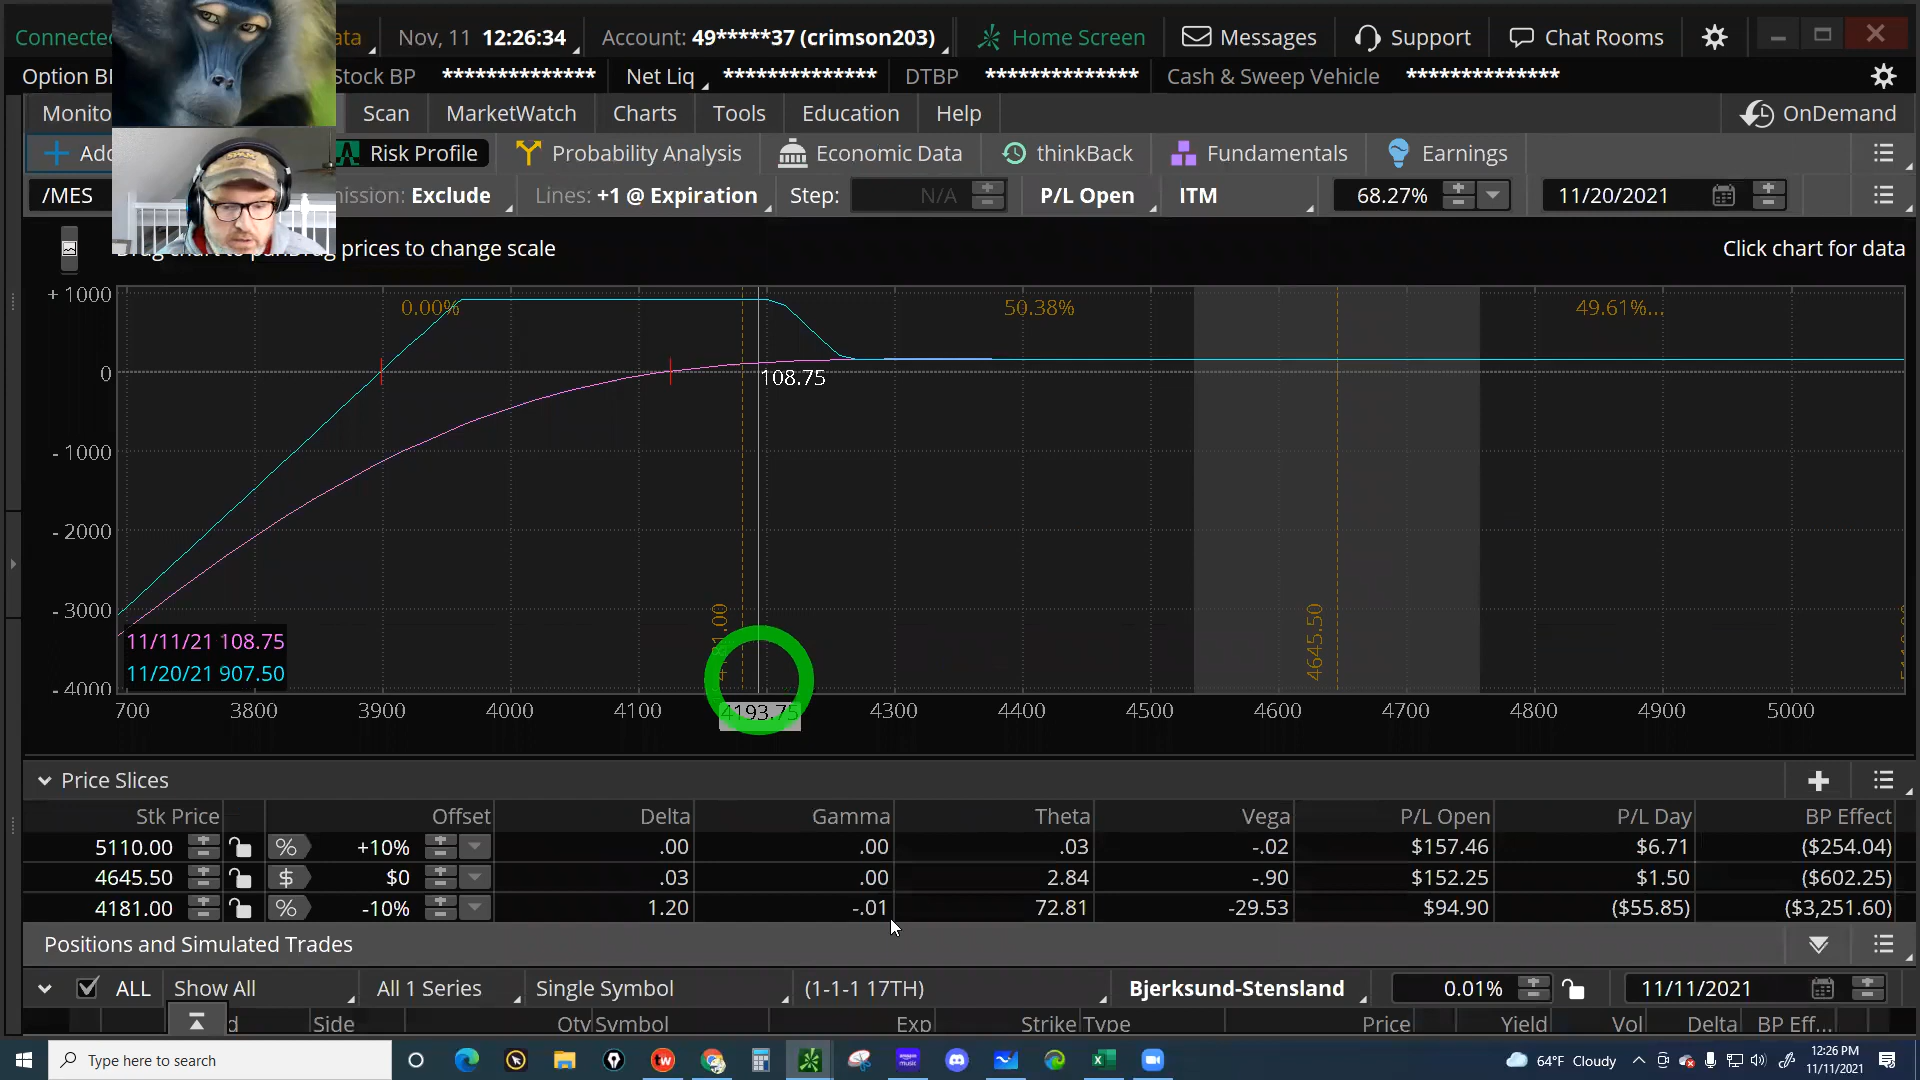 Connected
ata
Nov, 11 12:26:34
Account: 49*****37 (crimson203)
Home Screen
Messages
Support
Chat Rooms
Option B
Stock BP **************
Net Liq **************
DTBP **************
Cash & Sweep Vehicle **************
Monito
Scan
MarketWatch
Charts
Tools
Education
Help
OnDemand
Add
Risk Profile
Probability Analysis
Economic Data
thinkBack
Fundamentals
Earnings
/MES
mission: Exclude
Lines: +1 @ Expiration
Step: N/A
P/L Open
ITM
68.27%
11/20/2021
prices to change scale
Click chart for data
+ 1000
0.00%
50.38%
49.61%...
0
108.75
- 1000
- 2000
- 3000
4645.50
11/11/21 108.75
11/20/21 907.50
- 4000
700 3800 3900 4000 4100 4193.75 4300 4400 4500 4600 4700 4800 4900 5000
Price Slices
Stk Price Offset Delta Gamma Theta Vega P/L Open P/L Day BP Effect
5110.00 % +10% .00 .00 .03 -.02 $157.46 $6.71 ($254.04)
4645.50 $ $0 .03 .00 2.84 -.90 $152.25 $1.50 ($602.25)
4181.00 % -10% 1.20 -.01 72.81 -29.53 $94.90 ($55.85) ($3,251.60)
Positions and Simulated Trades
ALL Show All All 1 Series Single Symbol (1-1-1 17TH) Bjerksund-Stensland 0.01% 11/11/2021
d Side Qty Symbol Exp Strike Type Price Yield Vol Delta BP Eff...
Type here to search
64°F Cloudy
12:26 PM
11/11/2021